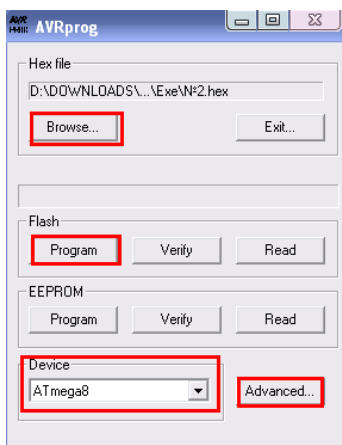 AVR
AVRprog
Hex file
D:\DOWNLOADS\...\Exe\Nº2.hex
Browse...
Exit...
Flash
Program
Verify
Read
EEPROM
Program
Verify
Read
Device
ATmega8
Advanced...